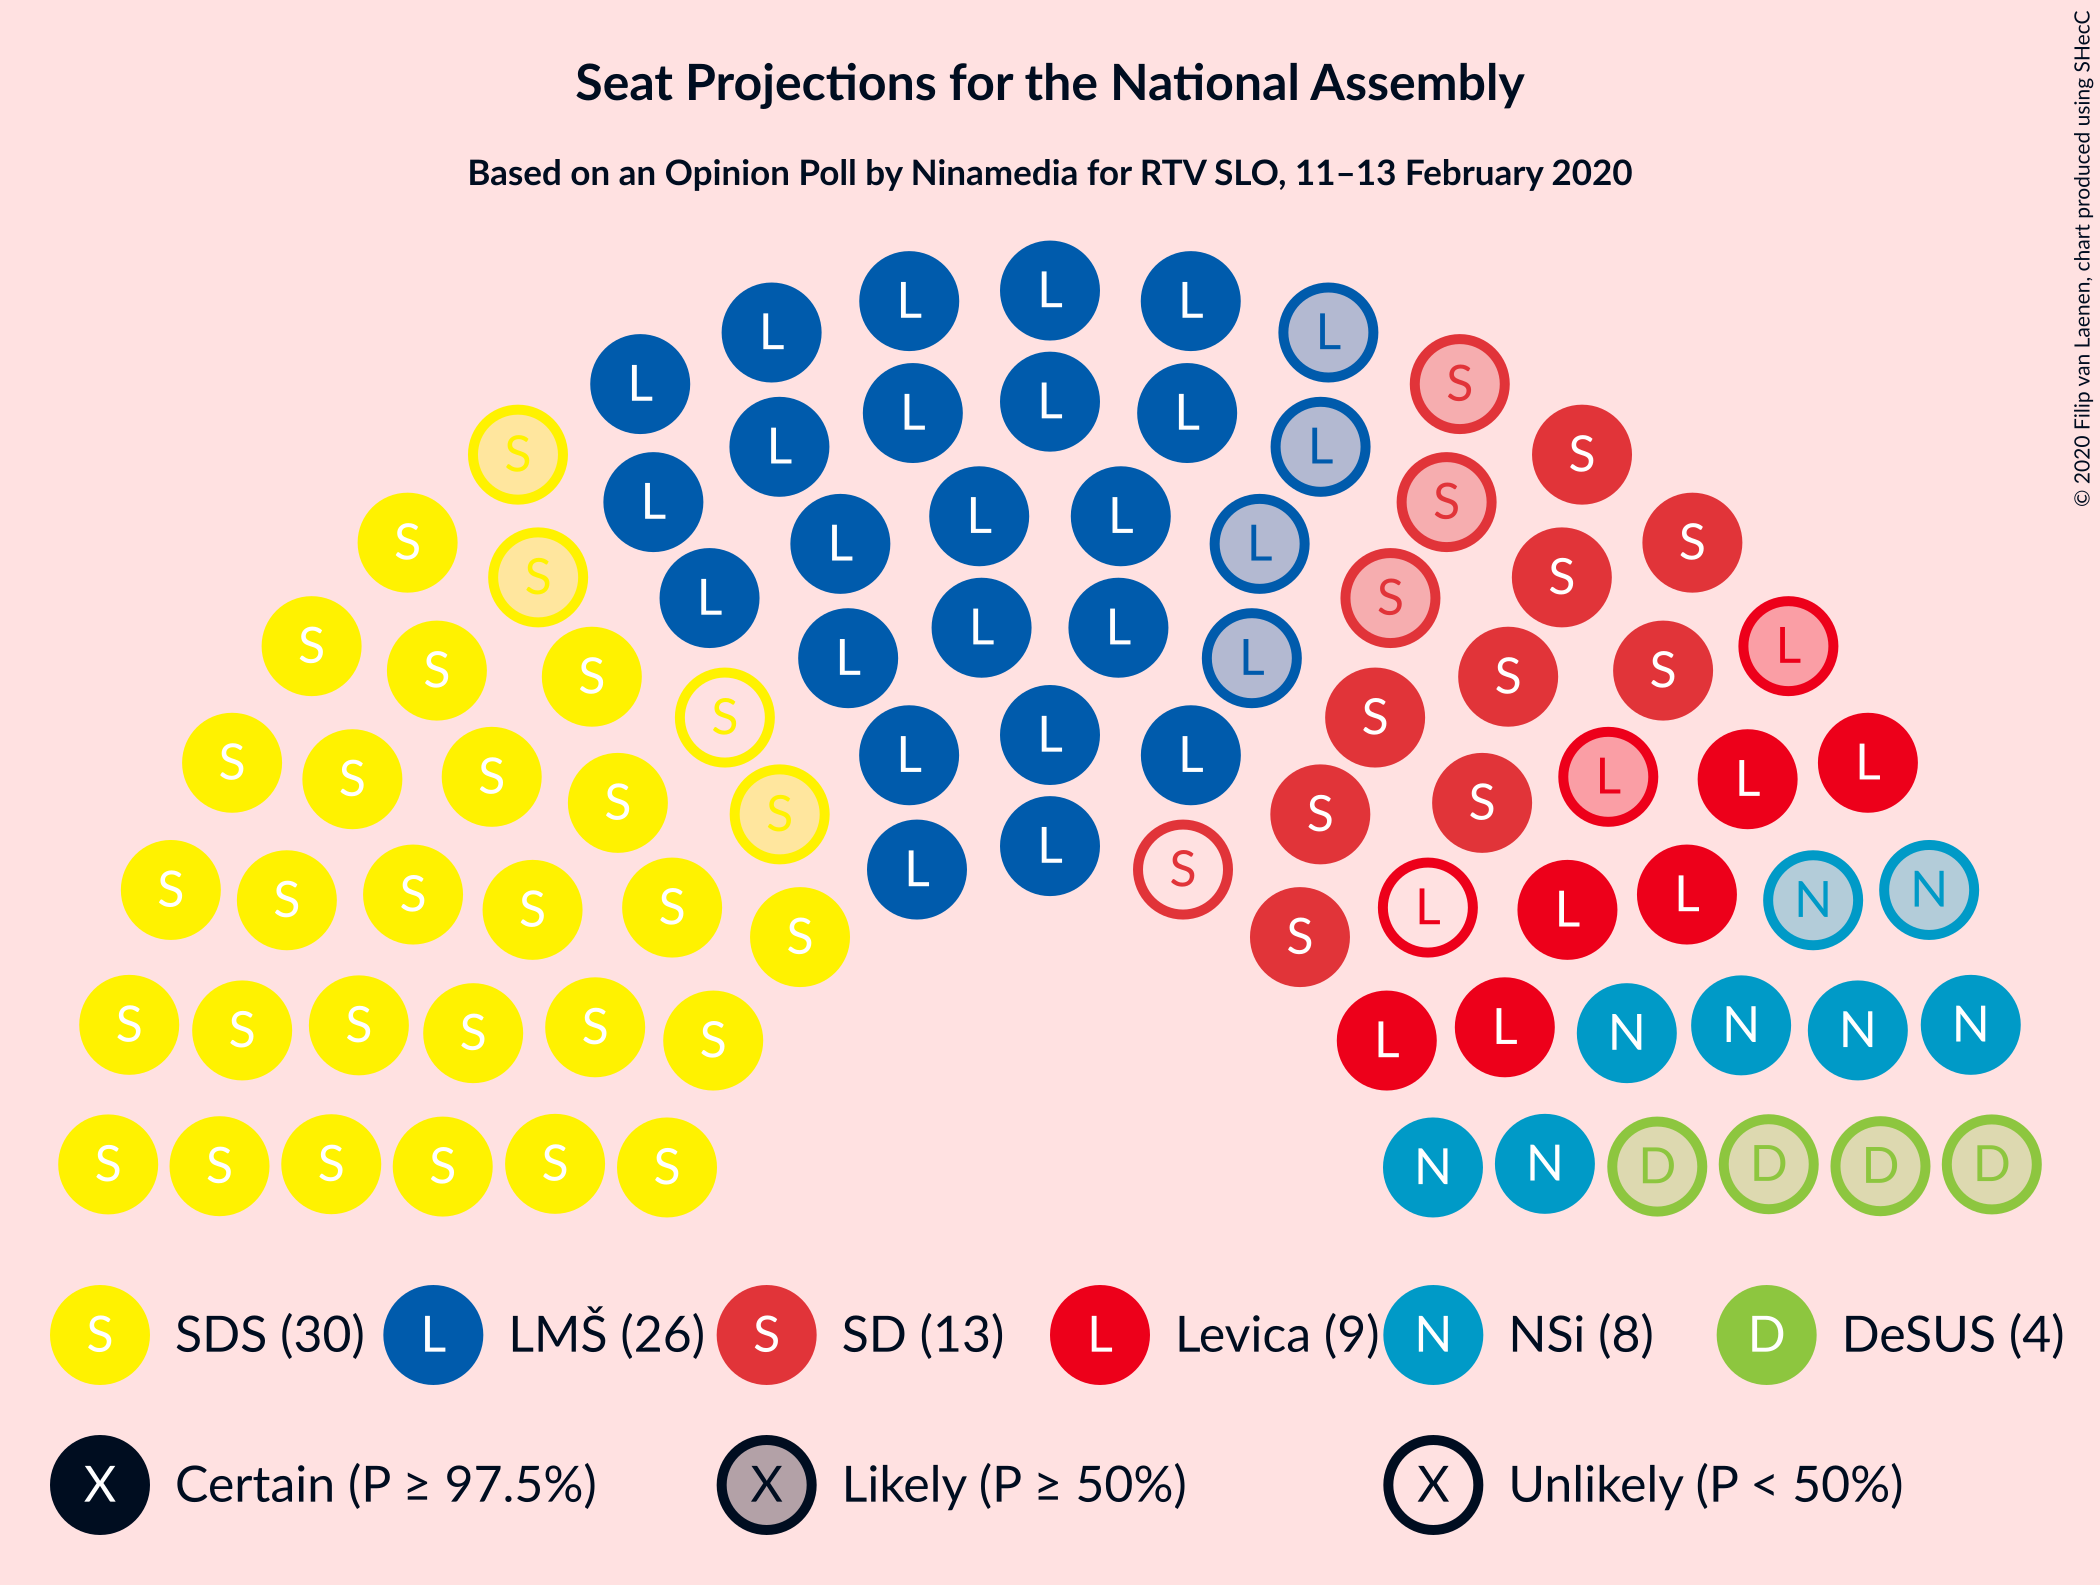 Seat Projections for the National Assembly
Based on an Opinion Poll by Ninamedia for RTV SLO, 11–13 February 2020
© 2020 Filip van Laenen, chart produced using SHecC
L L L
L L
L S
S S
S S
L L L
L L
L S
S S
S L
L L
L L
L S
S S
S S
S S
L L
L L
S S
S S
S S
S L
L L
L L L
S S
S S
S L L
L S
S S
S S
S N
S S
S L
S L
S S
S S
S N
S S
S L
S L
S N
S N
S N
S N
S S S S S S N N D D D D
S SDS (30) L LMŠ (26) S SD (13) L Levica (9) N NSi (8) D DeSUS (4)
X Certain (P ≥ 97.5%) X Likely (P ≥ 50%) X Unlikely (P < 50%)